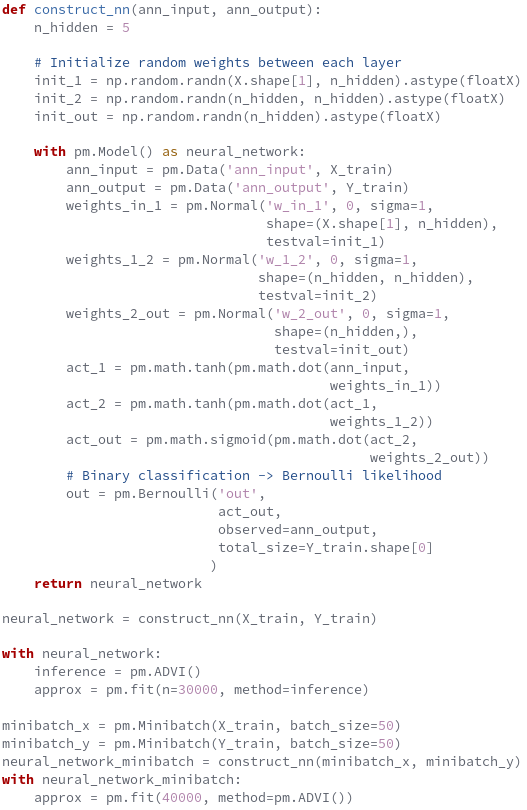 def construct_nn(ann_input, ann_output):
    n_hidden = 5

    # Initialize random weights between each layer
    init_1 = np.random.randn(X.shape[1], n_hidden).astype(floatX)
    init_2 = np.random.randn(n_hidden, n_hidden).astype(floatX)
    init_out = np.random.randn(n_hidden).astype(floatX)

    with pm.Model() as neural_network:
        ann_input = pm.Data('ann_input', X_train)
        ann_output = pm.Data('ann_output', Y_train)
        weights_in_1 = pm.Normal('w_in_1', 0, sigma=1,
                                 shape=(X.shape[1], n_hidden),
                                 testval=init_1)
        weights_1_2 = pm.Normal('w_1_2', 0, sigma=1,
                                shape=(n_hidden, n_hidden),
                                testval=init_2)
        weights_2_out = pm.Normal('w_2_out', 0, sigma=1,
                                  shape=(n_hidden,),
                                  testval=init_out)
        act_1 = pm.math.tanh(pm.math.dot(ann_input,
                                         weights_in_1))
        act_2 = pm.math.tanh(pm.math.dot(act_1,
                                         weights_1_2))
        act_out = pm.math.sigmoid(pm.math.dot(act_2,
                                              weights_2_out))
        # Binary classification -> Bernoulli likelihood
        out = pm.Bernoulli('out',
                           act_out,
                           observed=ann_output,
                           total_size=Y_train.shape[0]
                          )
    return neural_network

neural_network = construct_nn(X_train, Y_train)

with neural_network:
    inference = pm.ADVI()
    approx = pm.fit(n=30000, method=inference)

minibatch_x = pm.Minibatch(X_train, batch_size=50)
minibatch_y = pm.Minibatch(Y_train, batch_size=50)
neural_network_minibatch = construct_nn(minibatch_x, minibatch_y)
with neural_network_minibatch:
    approx = pm.fit(40000, method=pm.ADVI())